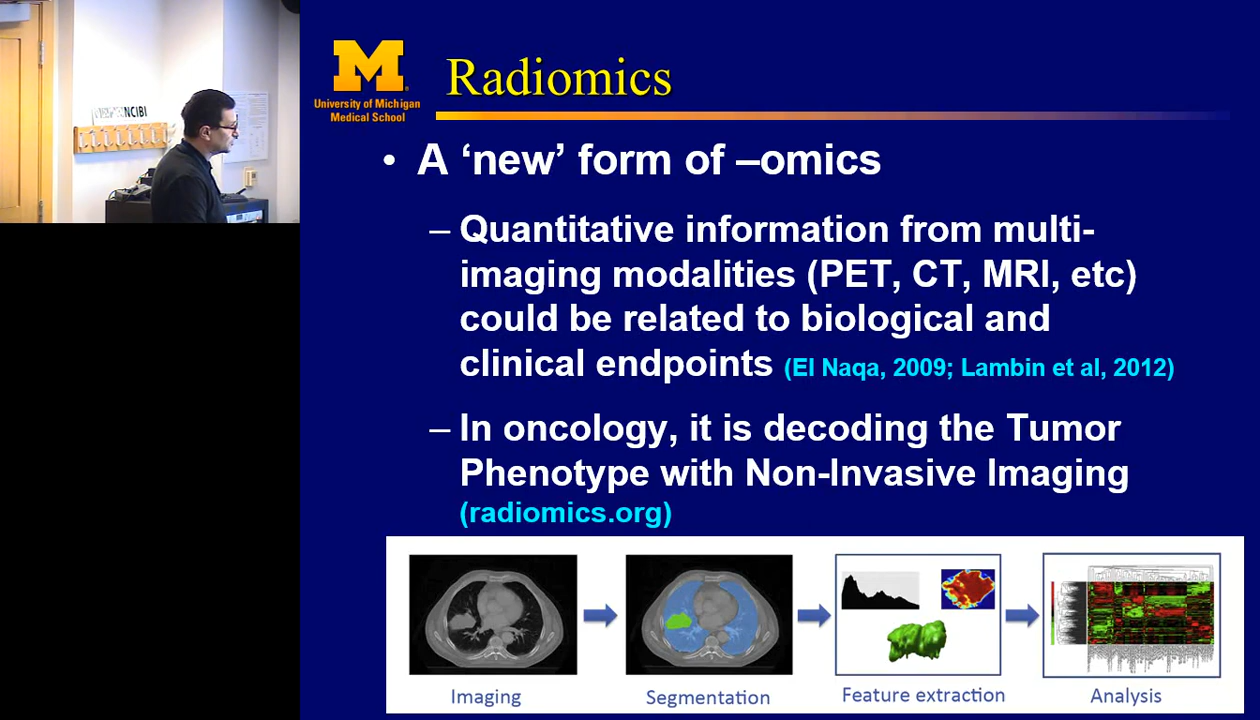 NCIBI
University of Michigan
Medical School
Radiomics
• A ‘new’ form of –omics
– Quantitative information from multi-
imaging modalities (PET, CT, MRI, etc)
could be related to biological and
clinical endpoints (El Naqa, 2009; Lambin et al, 2012)
– In oncology, it is decoding the Tumor
Phenotype with Non-Invasive Imaging
(radiomics.org)
Imaging
Segmentation
Feature extraction
Analysis